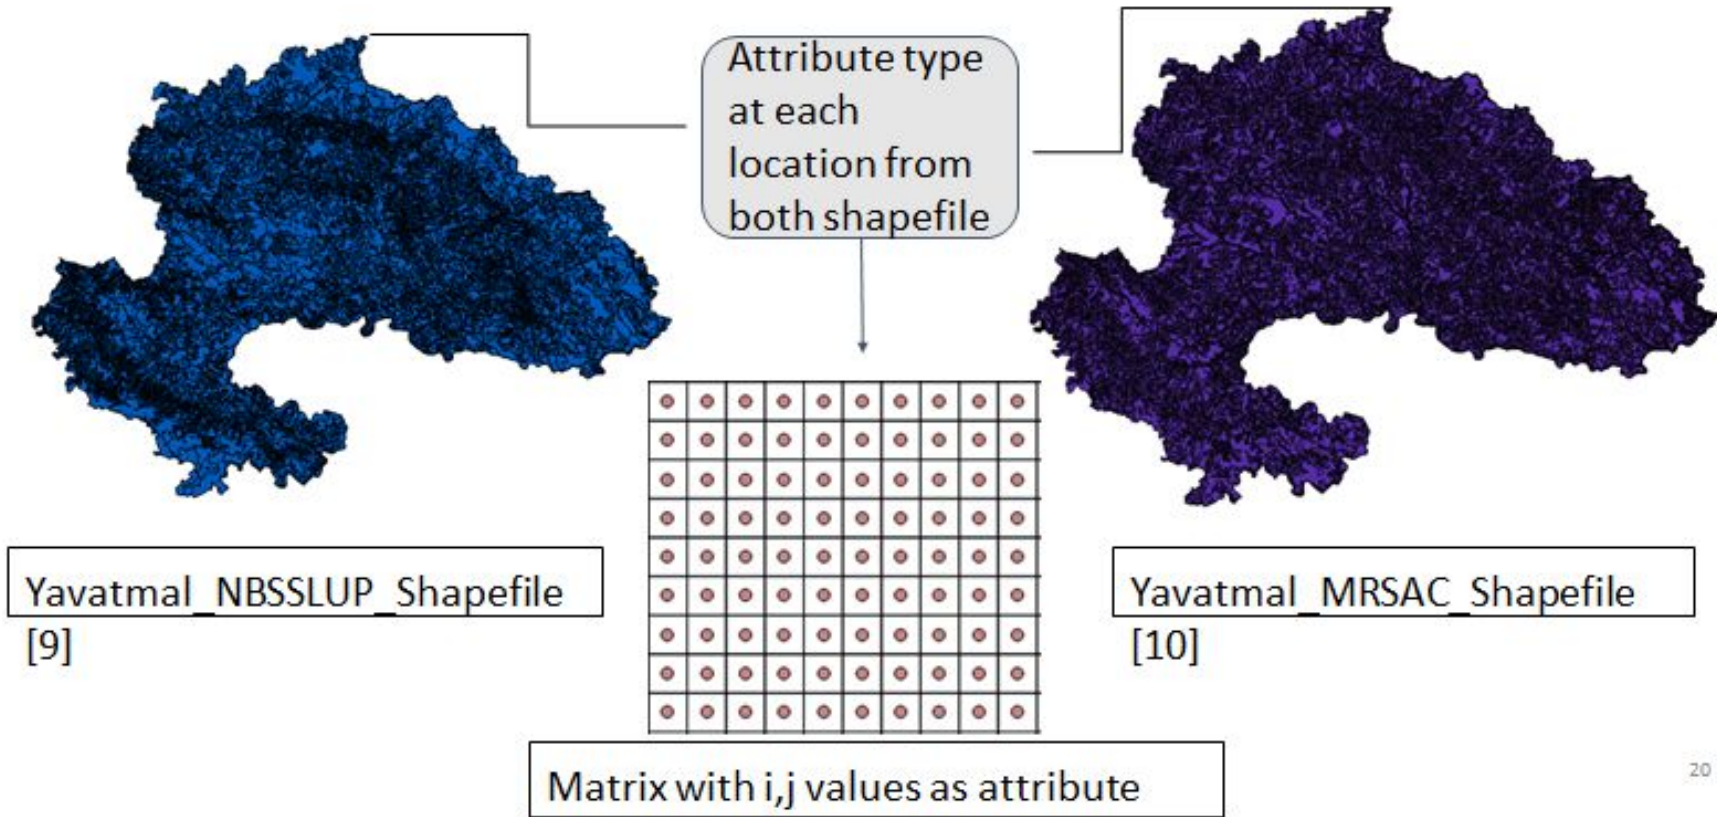 Attribute type
at each
location from
both shapefile
Yavatmal_NBSSLUP_Shapefile
[9]
Yavatmal_MRSAC_Shapefile
[10]
Matrix with i,j values as attribute
20